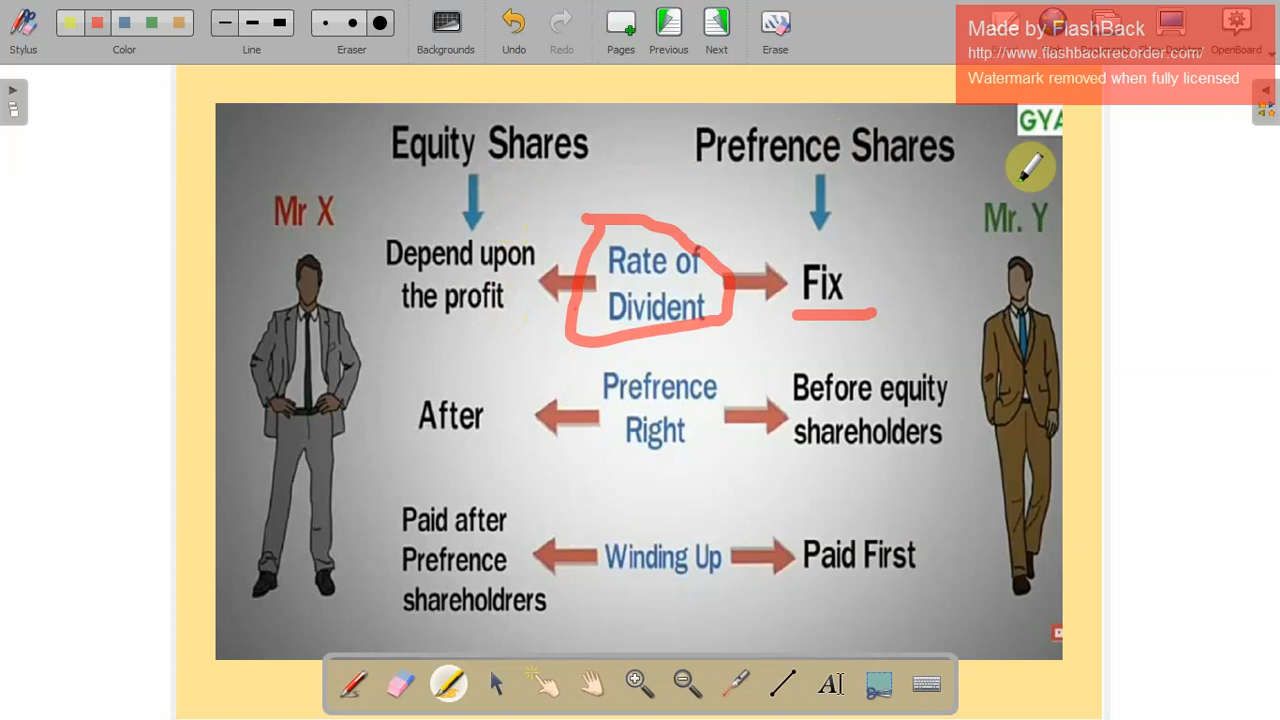 Stylus
Color
Line
Eraser
Backgrounds
Undo
Redo
Pages
Previous
Next
Erase
OpenBoard
Made by FlashBack
http://www.flashbackrecorder.com/
Watermark removed when fully licensed
GYA
Equity Shares
Prefrence Shares
Mr X
Mr. Y
Depend upon
the profit
Rate of
Divident
Fix
After
Prefrence
Right
Before equity
shareholders
Paid after
Prefrence
shareholdrers
Winding Up
Paid First
AI